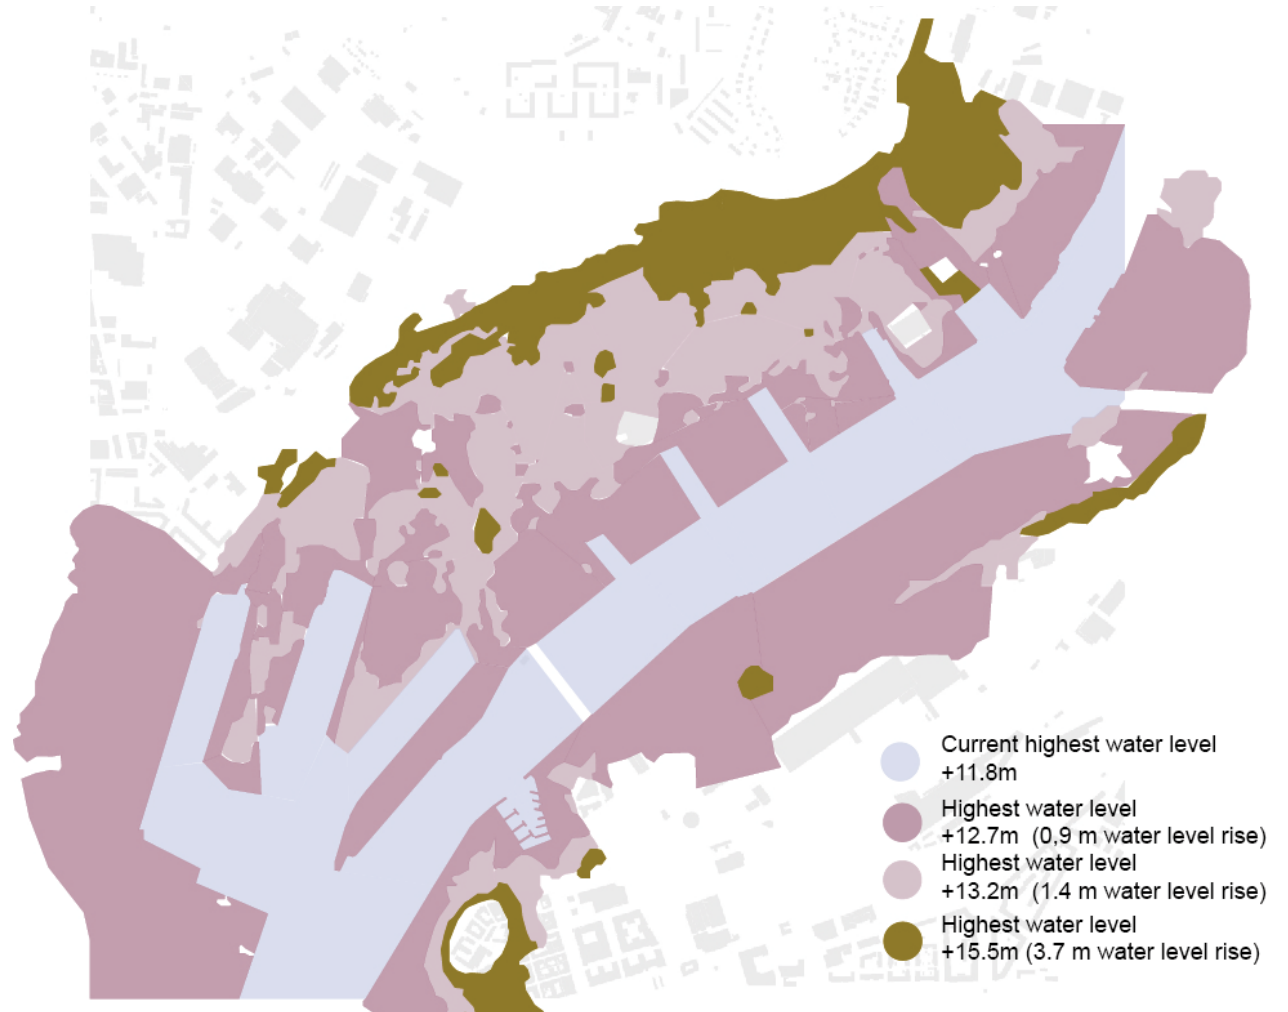 Current highest water level
+11.8m
Highest water level
+12.7m (0,9 m water level rise)
Highest water level
+13.2m (1.4 m water level rise)
Highest water level
+15.5m (3.7 m water level rise)